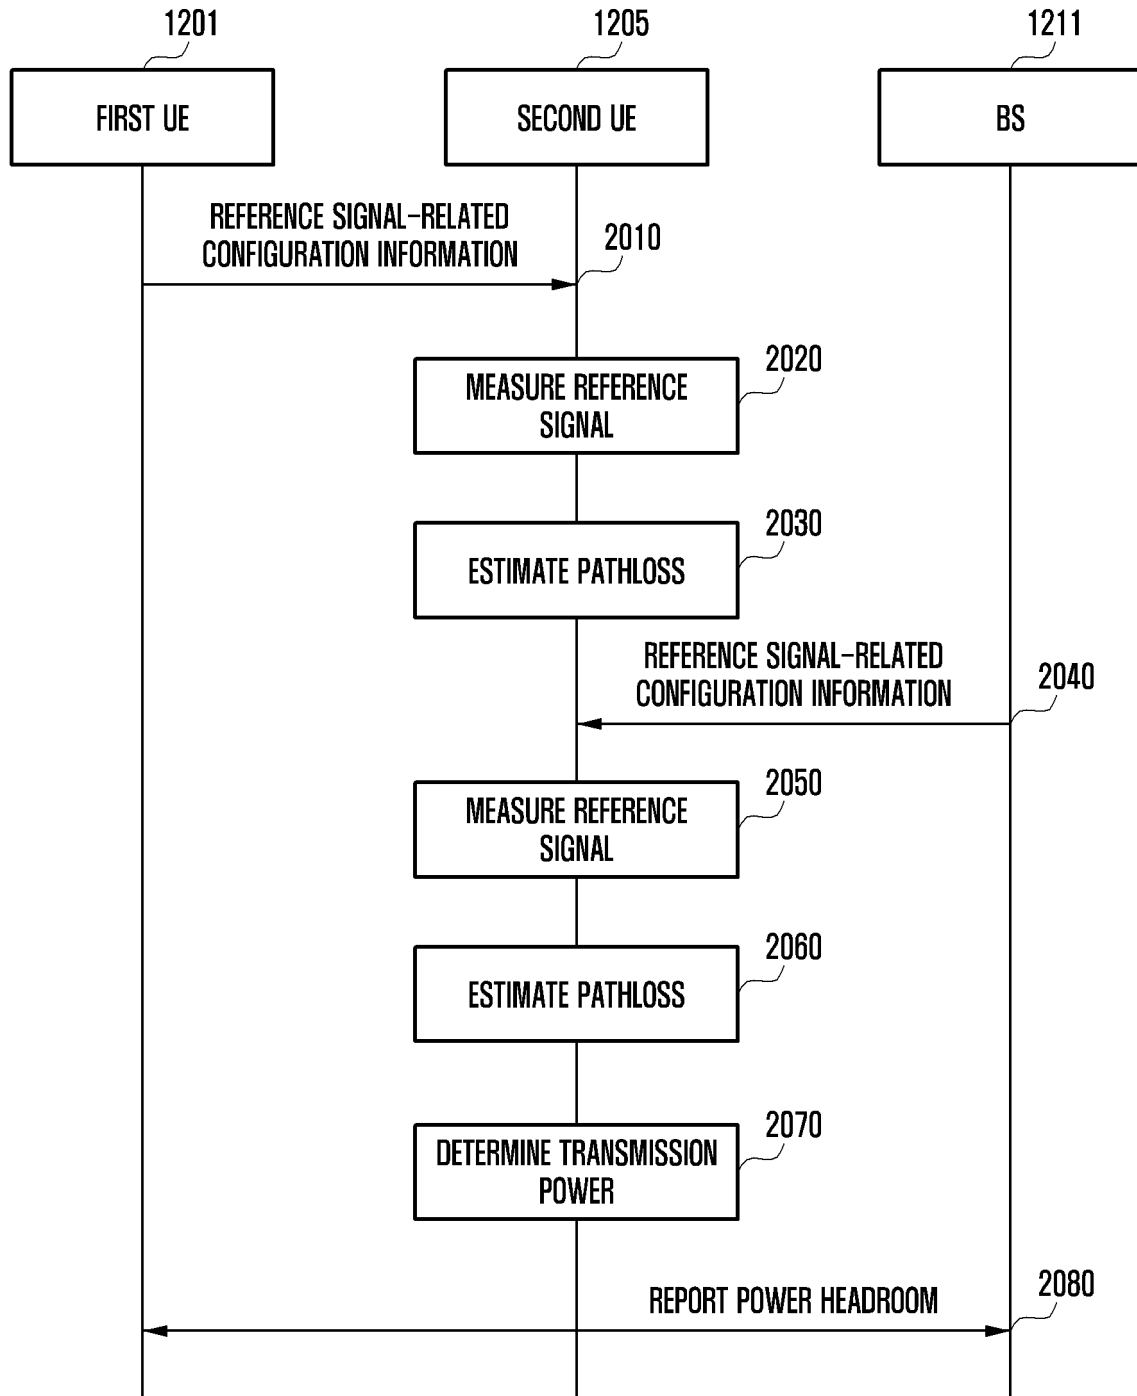 1201
1205
1211
FIRST UE
SECOND UE
BS
REFERENCE SIGNAL-RELATED
CONFIGURATION INFORMATION
2010
2020
MEASURE REFERENCE
SIGNAL
2030
ESTIMATE PATHLOSS
REFERENCE SIGNAL-RELATED
CONFIGURATION INFORMATION
2040
2050
MEASURE REFERENCE
SIGNAL
2060
ESTIMATE PATHLOSS
2070
DETERMINE TRANSMISSION
POWER
REPORT POWER HEADROOM
2080